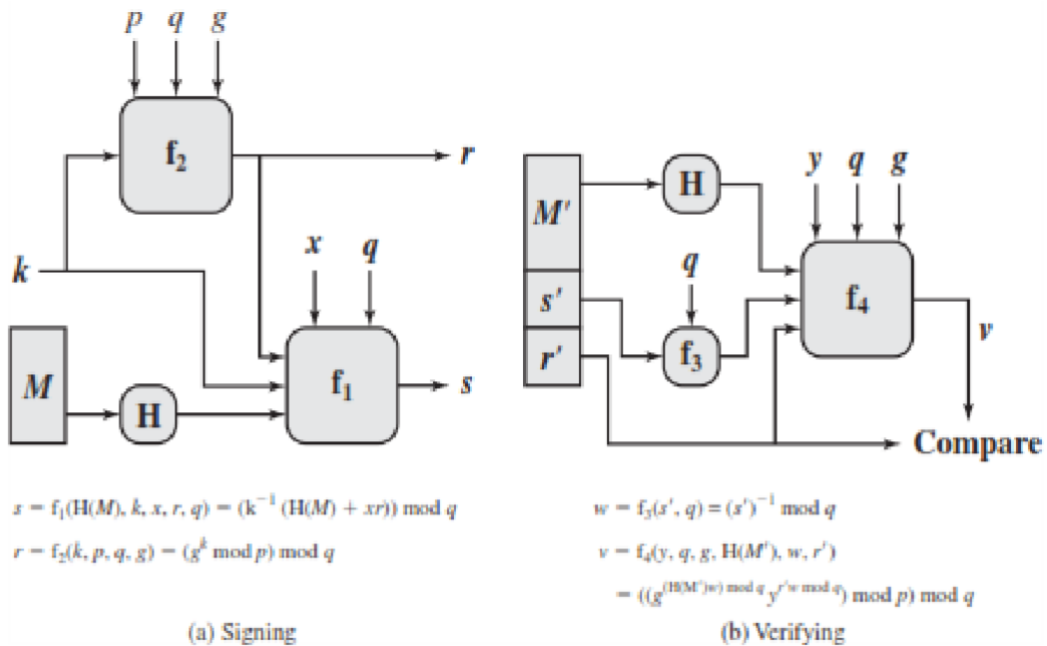 p q g
f₂
r
k
x q
M
H
f₁
s
s = f₁(H(M), k, x, r, q) = (k⁻¹ (H(M) + xr)) mod q
r = f₂(k, p, q, g) = (gᵏ mod p) mod q
(a) Signing
M′
s′
r′
H
q
f₃
y q g
f₄
v
Compare
w = f₃(s′, q) = (s′)⁻¹ mod q
v = f₄(y, q, g, H(M′), w, r′)
= ((g^(H(M′)w) mod q y^r′w mod q) mod p) mod q
(b) Verifying